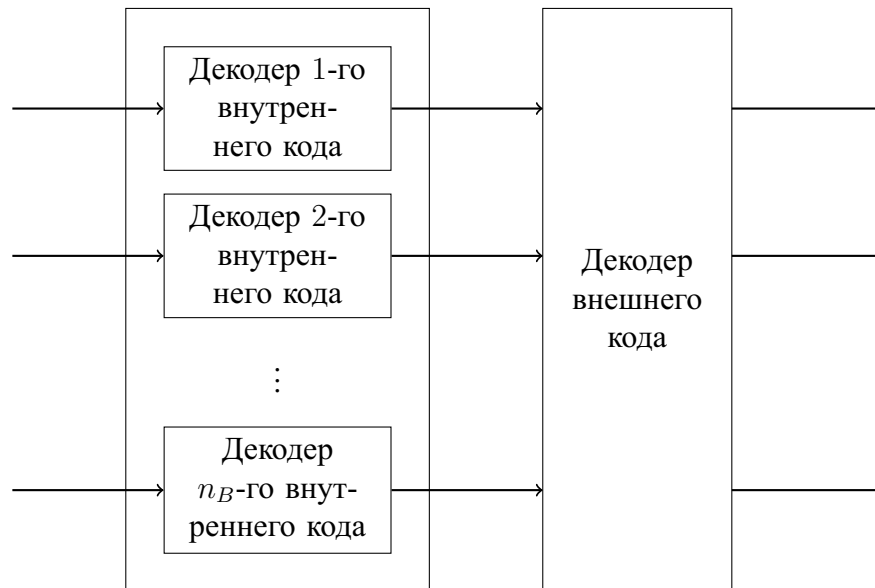 Декодер 1-го
внутрен-
него кода
Декодер 2-го
внутрен-
него кода
⋮
Декодер
n_B-го внут-
реннего кода
Декодер
внешнего
кода